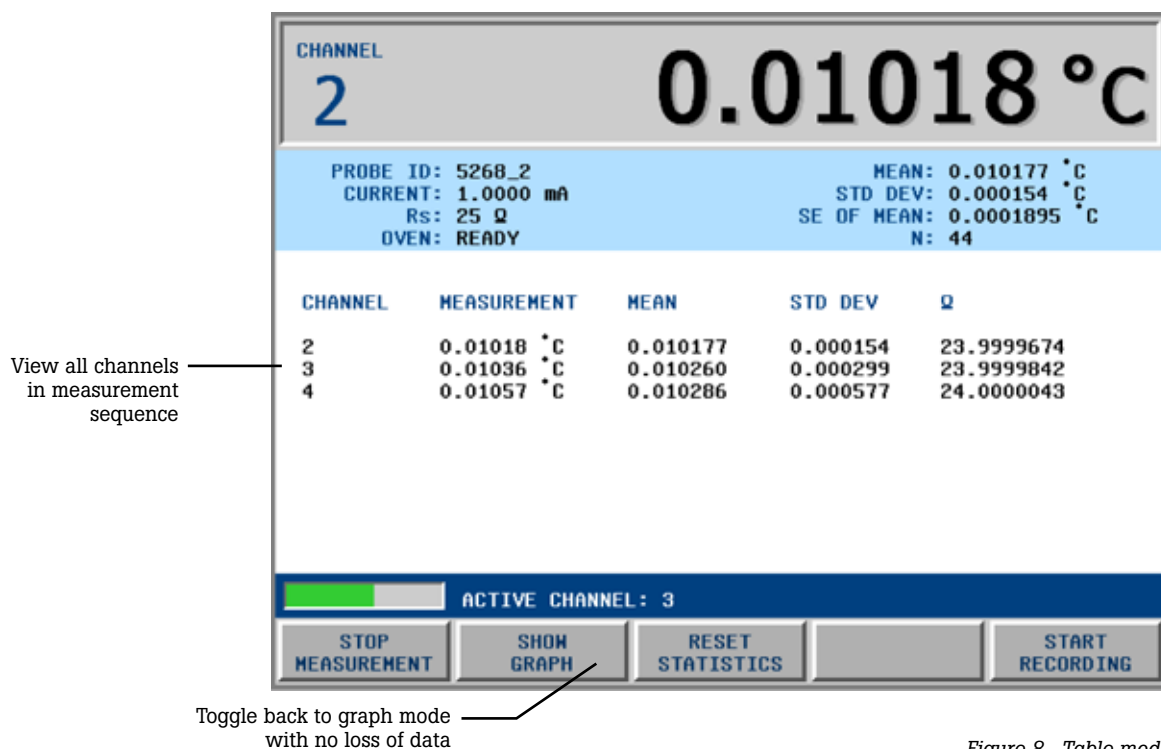 CHANNEL
2
0.01018 °C
PROBE ID: 5268_2
CURRENT: 1.0000 mA
Rs: 25 Ω
OVEN: READY
MEAN: 0.010177 °C
STD DEV: 0.000154 °C
SE OF MEAN: 0.0001895 °C
N: 44
CHANNEL MEASUREMENT MEAN STD DEV Ω
2 0.01018 °C 0.010177 0.000154 23.9999674
3 0.01036 °C 0.010260 0.000299 23.9999842
4 0.01057 °C 0.010286 0.000577 24.0000043
View all channels
in measurement
sequence
ACTIVE CHANNEL: 3
STOP
MEASUREMENT
SHOW
GRAPH
RESET
STATISTICS
START
RECORDING
Toggle back to graph mode
with no loss of data
Figure 8. Table mod